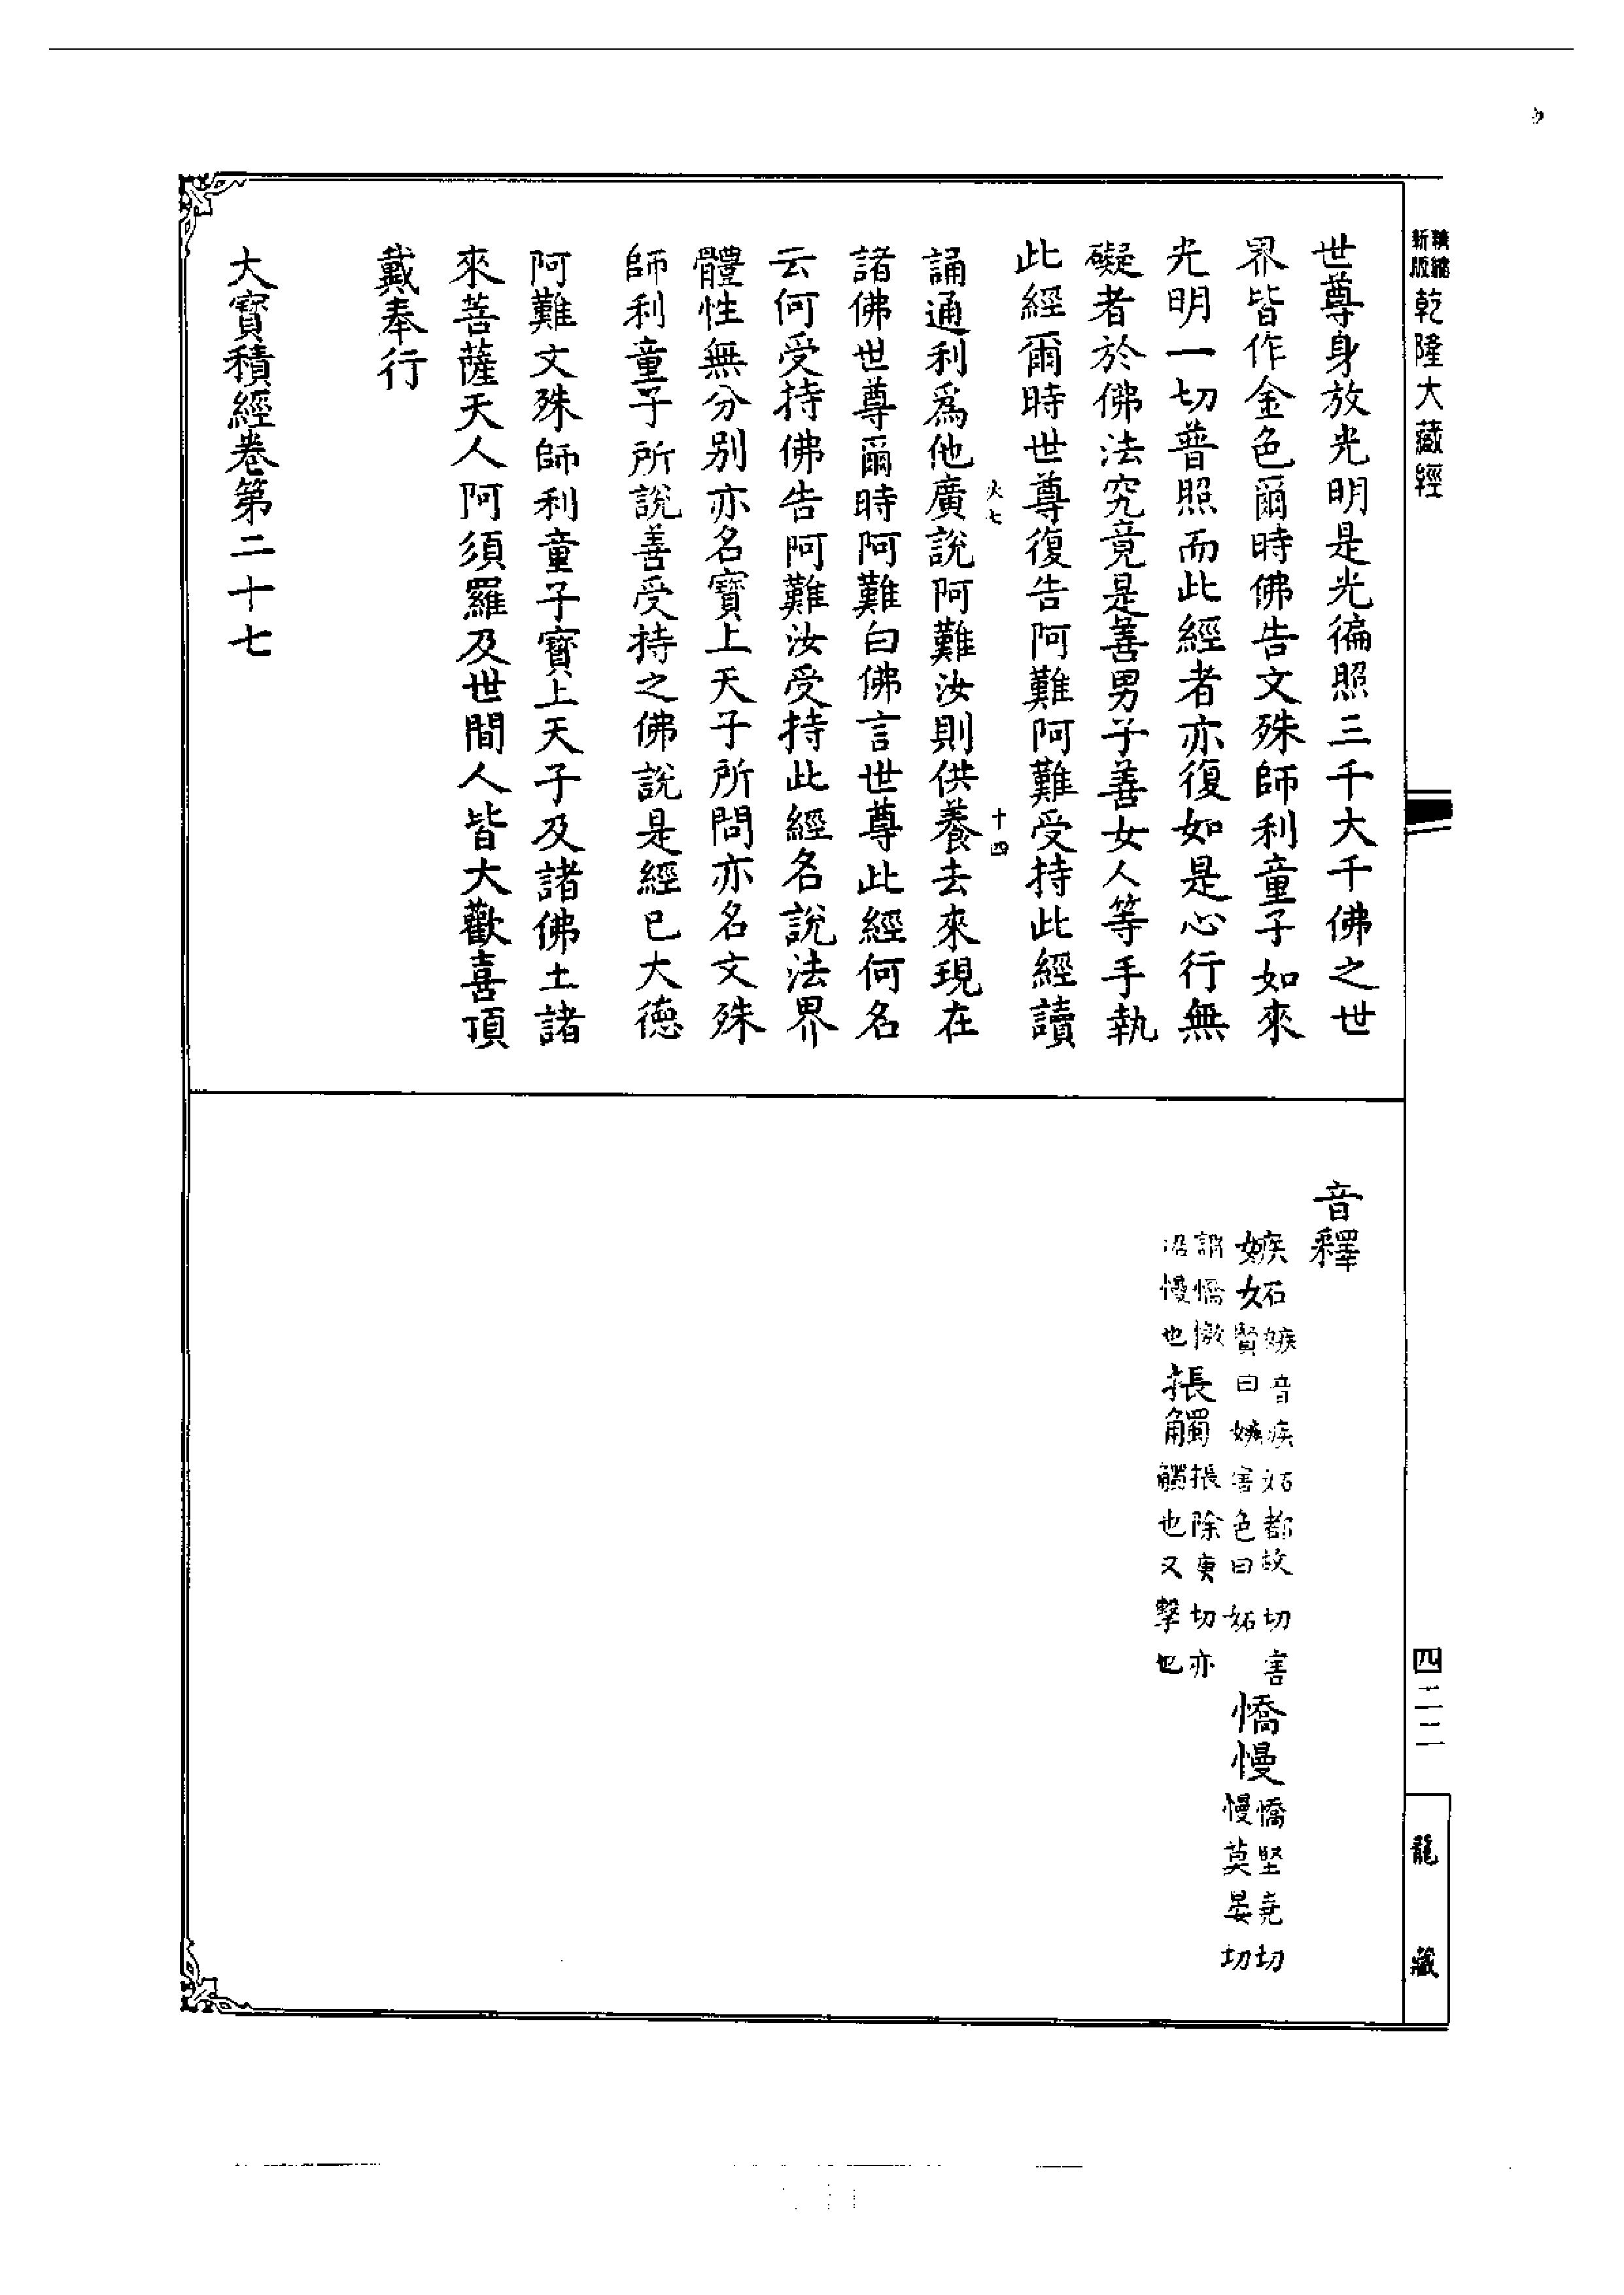 新版精縮乾隆大藏經
世尊身放光明是光徧照三千大千佛之世
界皆作金色爾時佛告文殊師利童子如來
光明一切普照而此經者亦復如是心行無
礙者於佛法究竟是善男子善女人等手執
此經爾時世尊復告阿難阿難受持此經讀
火七 十四
誦通利爲他廣說阿難汝則供養去來現在
諸佛世尊爾時阿難白佛言世尊此經何名
云何受持佛告阿難汝受持此經名說法界
體性無分別亦名寶上天子所問亦名文殊
師利童子所說善受持之佛說是經已大德
阿難文殊師利童子寶上天子及諸佛土諸
來菩薩天人阿須羅及世間人皆大歡喜頂
戴奉行
大寶積經卷第二十七
音釋
嫉妬嫉音疾妬都故切害賢曰嫉害色曰妬憍慢憍堅堯切慢莫晏切
謂憍慠慢也掁觸掁除庚切亦觸也又擊也
四二二
龍藏